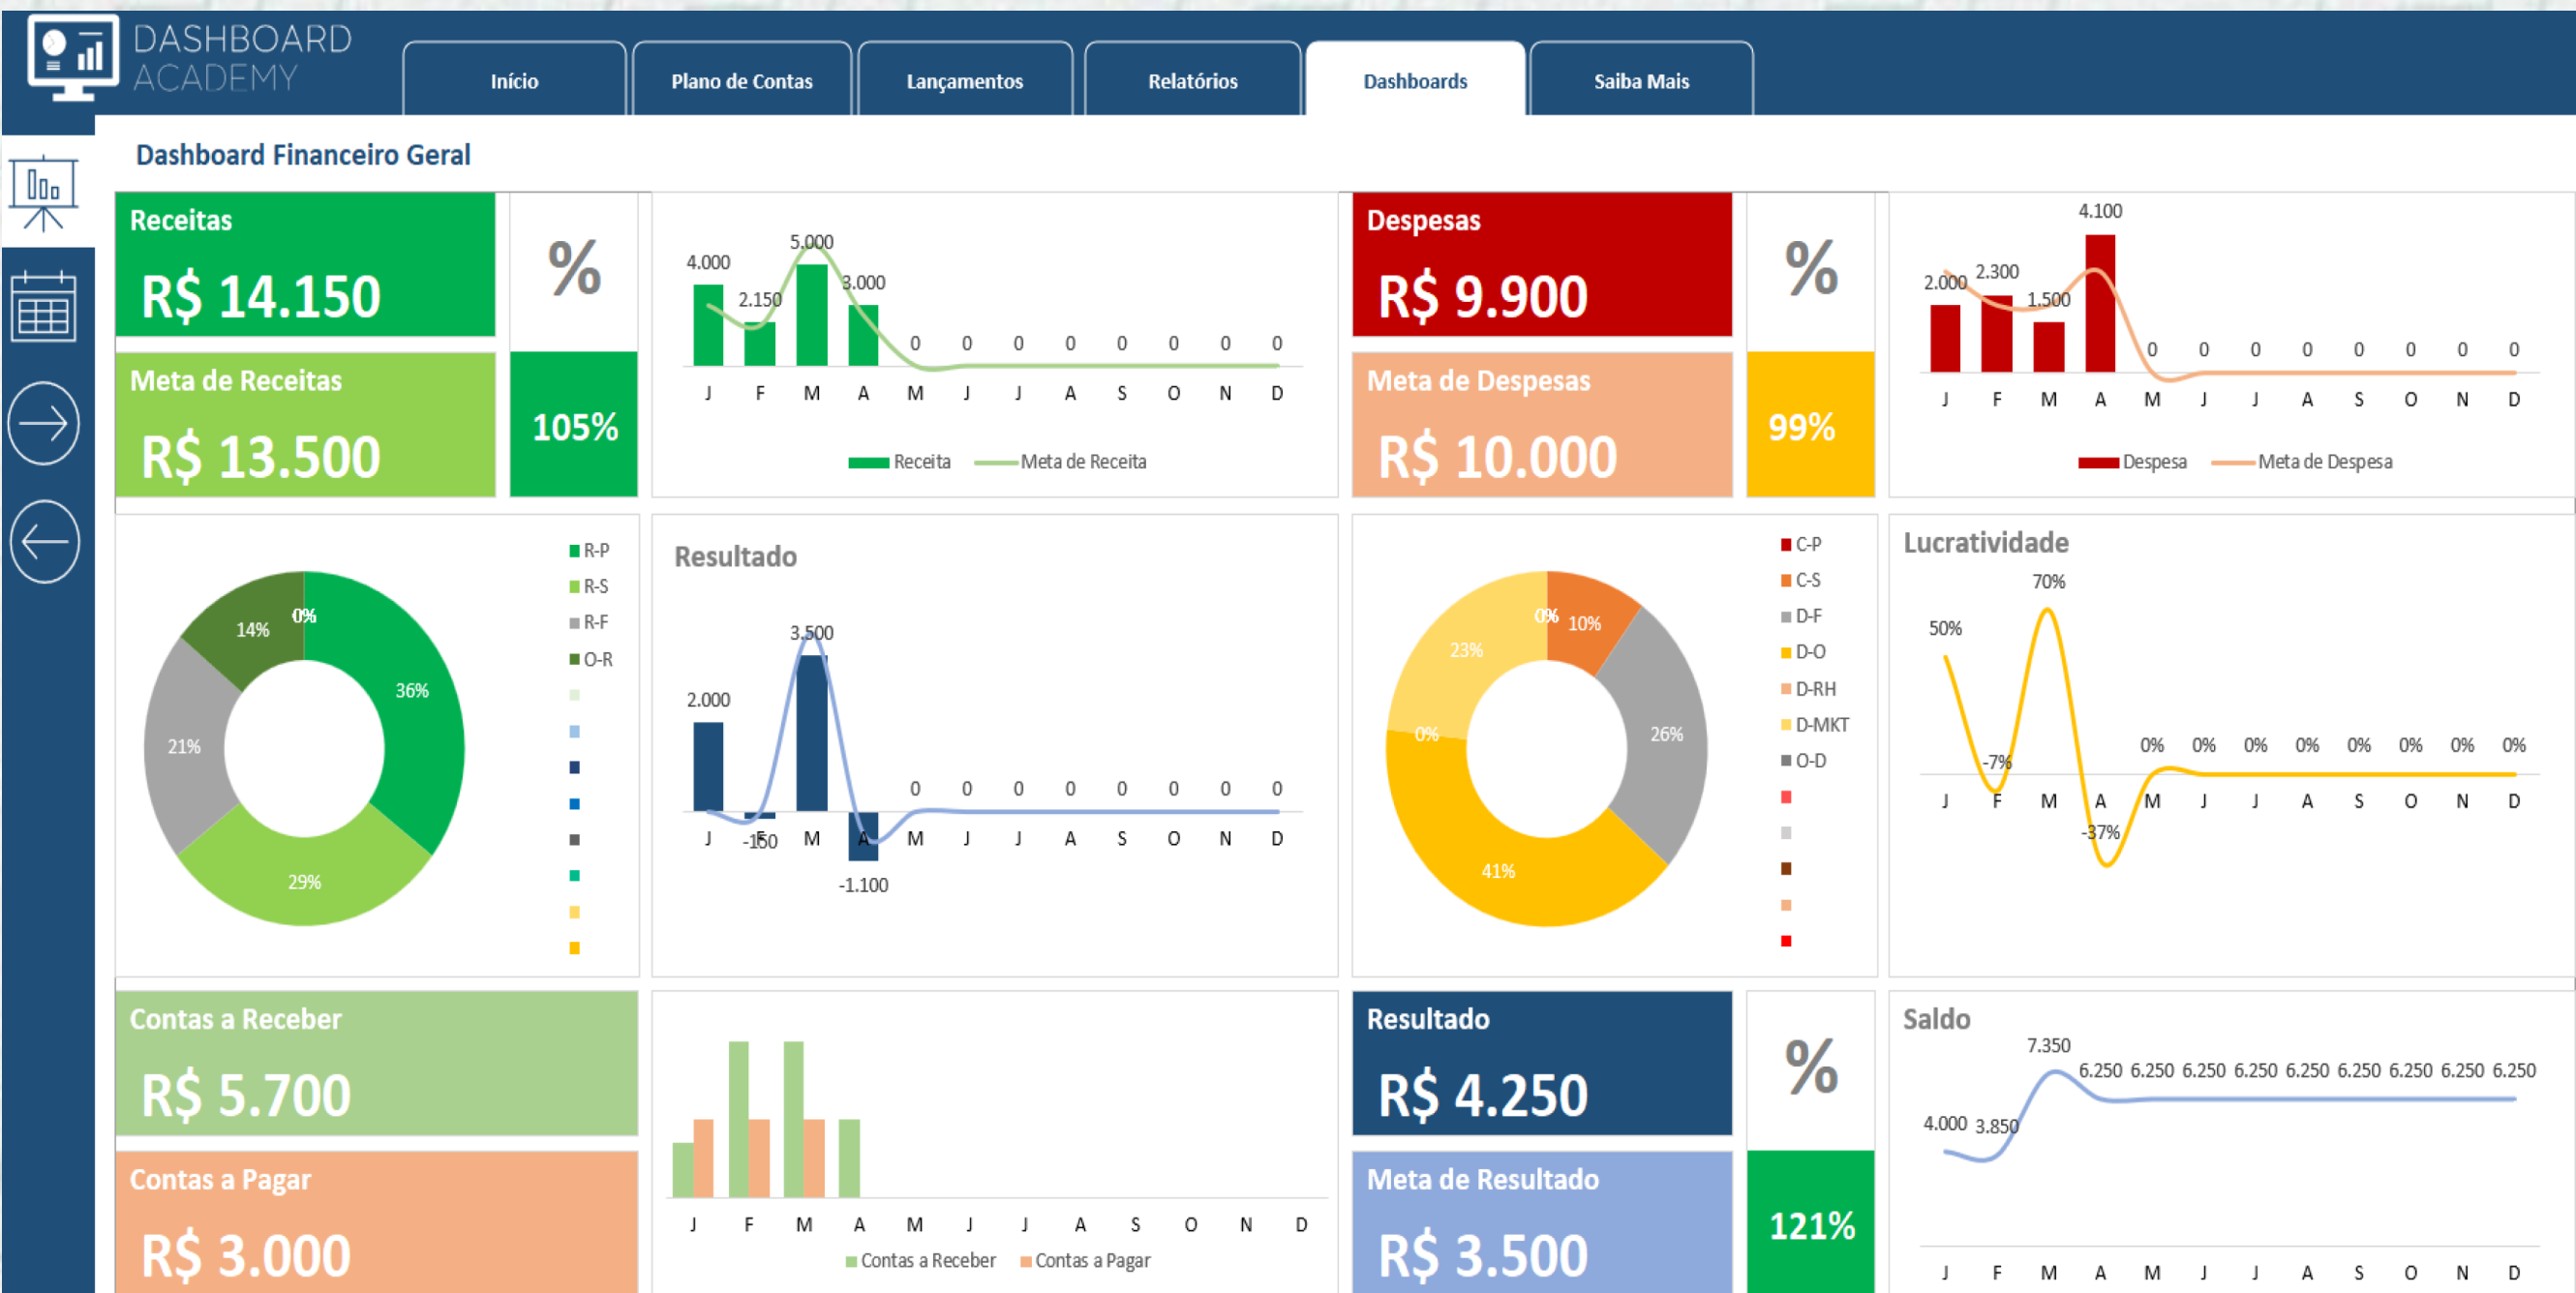 DASHBOARD
ACADEMY
Início
Plano de Contas
Lançamentos
Relatórios
Dashboards
Saiba Mais
Dashboard Financeiro Geral
Receitas
R$ 14.150
Meta de Receitas
R$ 13.500
%
105%
4.000 2.150 5.000 3.000 0 0 0 0 0 0 0 0
J F M A M J J A S O N D
Receita Meta de Receita
Despesas
R$ 9.900
Meta de Despesas
R$ 10.000
%
99%
2.000 2.300 1.500 4.100 0 0 0 0 0 0 0 0
J F M A M J J A S O N D
Despesa Meta de Despesa
0% 36%
14%
21%
29%
R-P
R-S
R-F
O-R
Resultado
2.000 -150 3.500 -1.100 0 0 0 0 0 0 0 0
J F M A M J J A S O N D
0% 10%
23%
0% 26%
41%
C-P
C-S
D-F
D-O
D-RH
D-MKT
O-D
Lucratividade
50% -7% 70% -37% 0% 0% 0% 0% 0% 0% 0% 0%
J F M A M J J A S O N D
Contas a Receber
R$ 5.700
Contas a Pagar
R$ 3.000
J F M A M J J A S O N D
Contas a Receber Contas a Pagar
Resultado
R$ 4.250
Meta de Resultado
R$ 3.500
%
121%
Saldo
4.000 3.850 7.350 6.250 6.250 6.250 6.250 6.250 6.250 6.250 6.250 6.250
J F M A M J J A S O N D